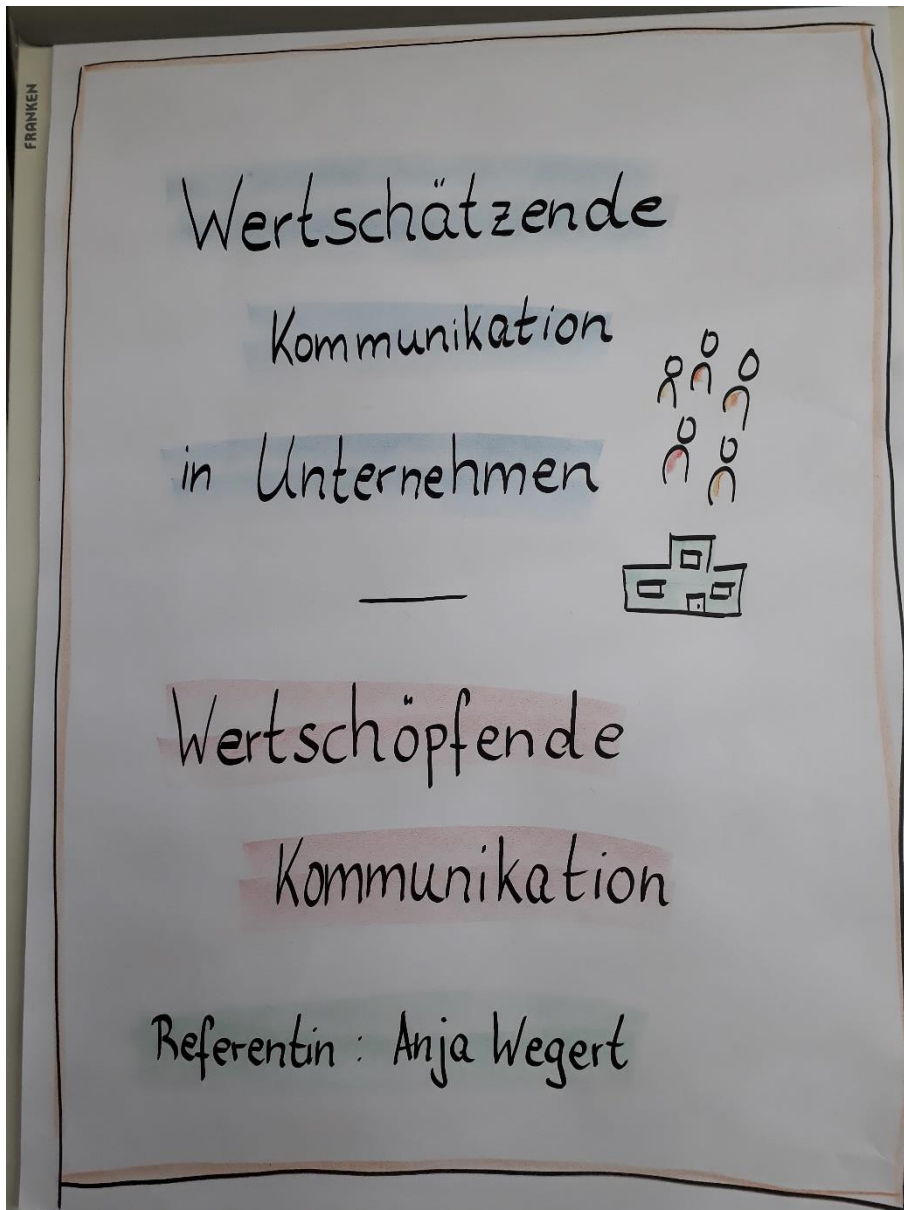 FRANKEN
Wertschätzende
Kommunikation
in Unternehmen
—
Wertschöpfende
Kommunikation
Referentin: Anja Wegert